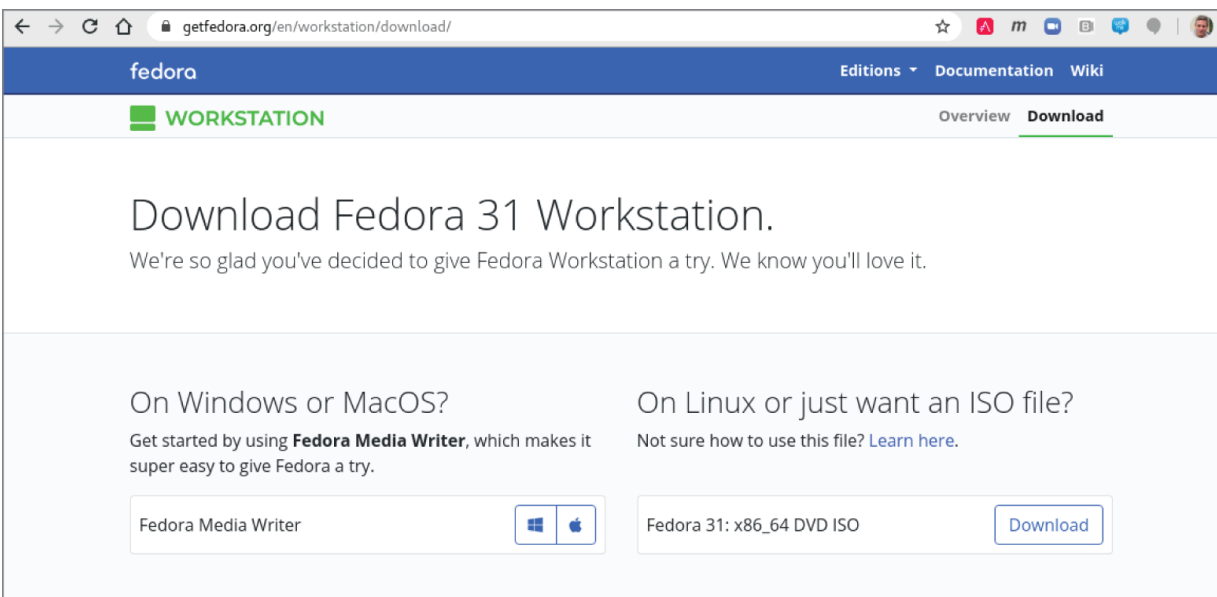 getfedora.org/en/workstation/download/
fedora
Editions Documentation Wiki
WORKSTATION
Overview Download
Download Fedora 31 Workstation.
We're so glad you've decided to give Fedora Workstation a try. We know you'll love it.
On Windows or MacOS?
Get started by using Fedora Media Writer, which makes it
super easy to give Fedora a try.
Fedora Media Writer
On Linux or just want an ISO file?
Not sure how to use this file? Learn here.
Fedora 31: x86_64 DVD ISO
Download